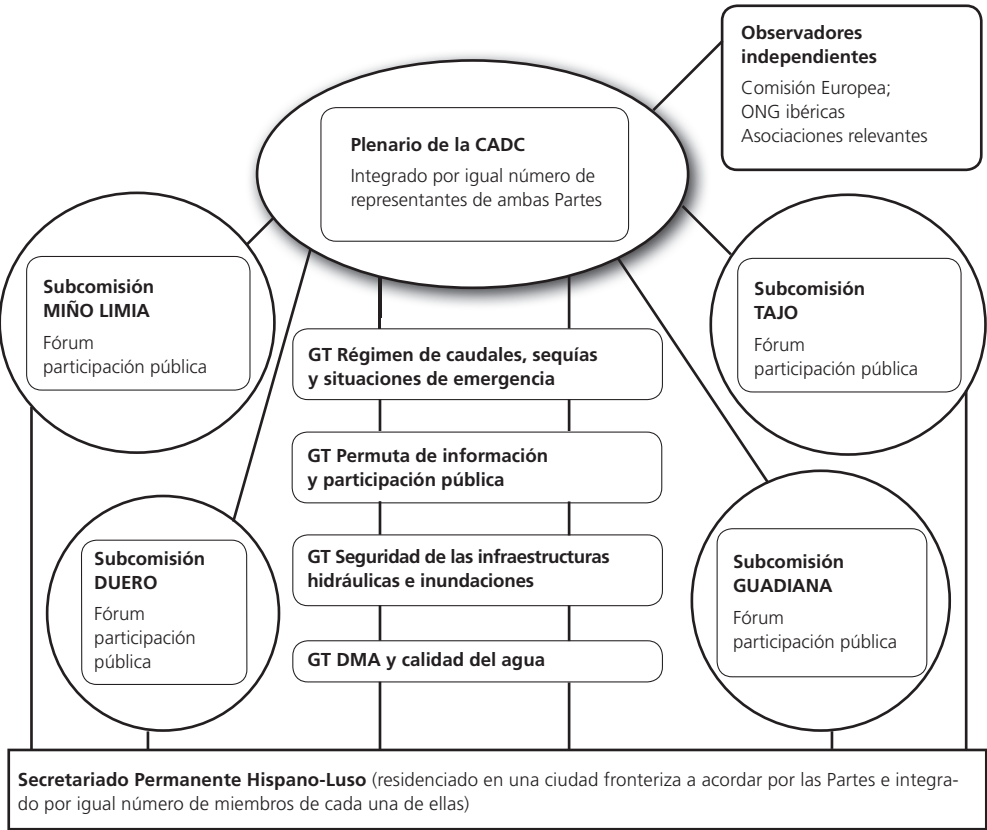 Observadores
independientes
Comisión Europea;
ONG ibéricas
Asociaciones relevantes
Plenario de la CADC
Integrado por igual número de
representantes de ambas Partes
Subcomisión
MIÑO LIMIA
Fórum
participación pública
Subcomisión
TAJO
Fórum
participación pública
GT Régimen de caudales, sequías
y situaciones de emergencia
GT Permuta de información
y participación pública
GT Seguridad de las infraestructuras
hidráulicas e inundaciones
GT DMA y calidad del agua
Subcomisión
DUERO
Fórum
participación
pública
Subcomisión
GUADIANA
Fórum
participación pública
Secretariado Permanente Hispano-Luso (residenciado en una ciudad fronteriza a acordar por las Partes e integra-
do por igual número de miembros de cada una de ellas)